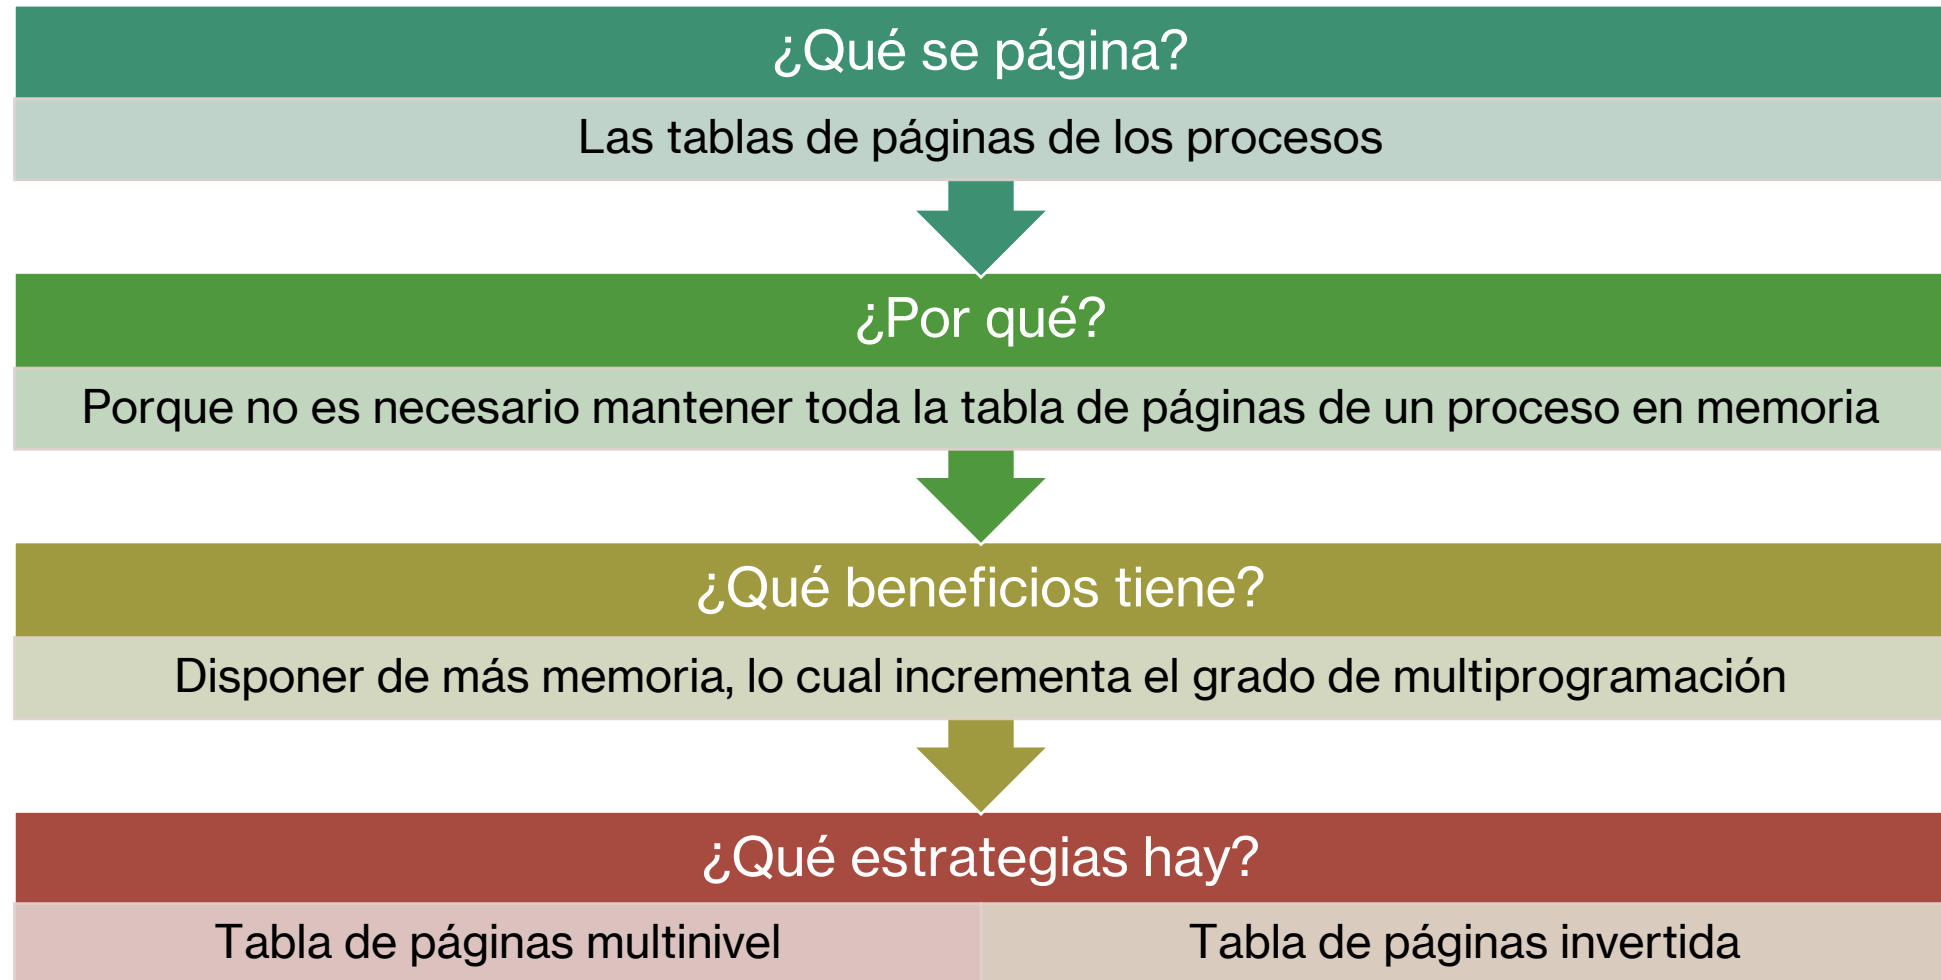 ¿Qué se página?
Las tablas de páginas de los procesos
¿Por qué?
Porque no es necesario mantener toda la tabla de páginas de un proceso en memoria
¿Qué beneficios tiene?
Disponer de más memoria, lo cual incrementa el grado de multiprogramación
¿Qué estrategias hay?
Tabla de páginas multinivel
Tabla de páginas invertida